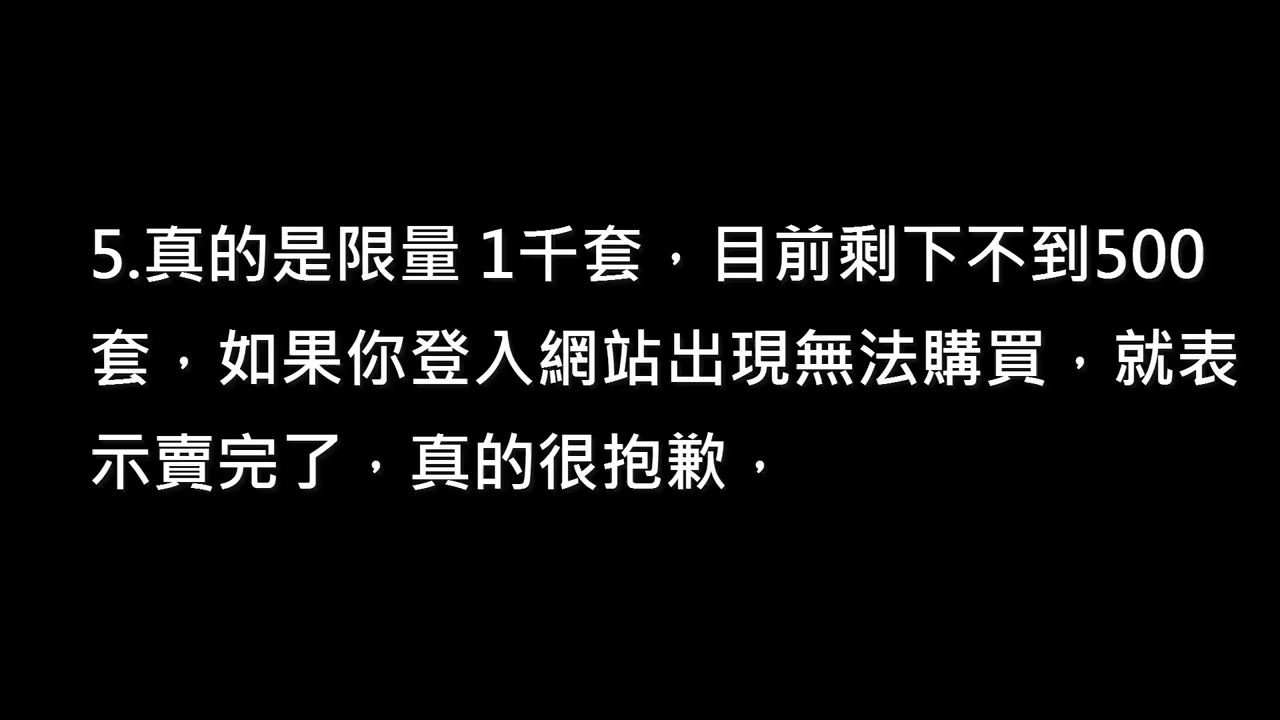 5.真的是限量 1千套，目前剩下不到500
套，如果你登入網站出現無法購買，就表
示賣完了，真的很抱歉，